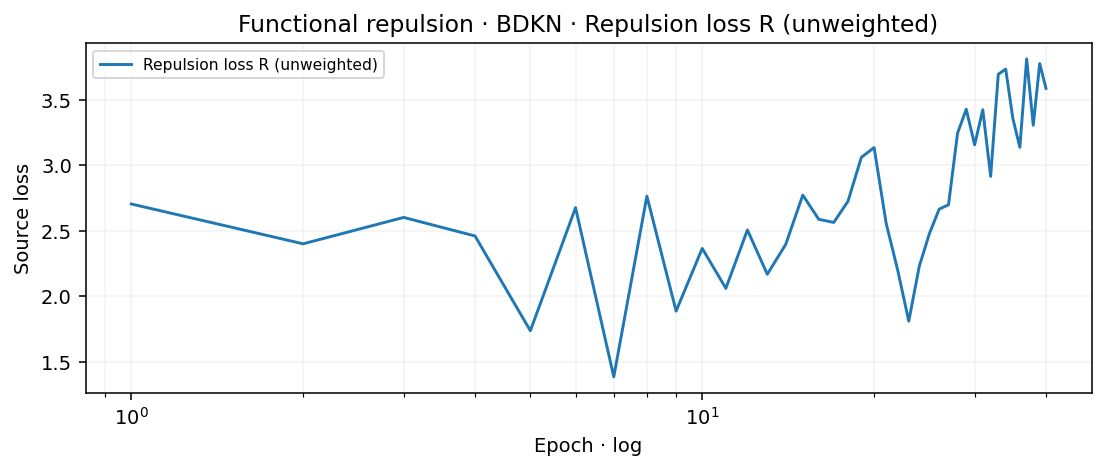 Functional repulsion · BDKN · Repulsion loss R (unweighted)
Repulsion loss R (unweighted)
Source loss
3.5
3.0
2.5
2.0
1.5
10⁰ 10¹
Epoch · log